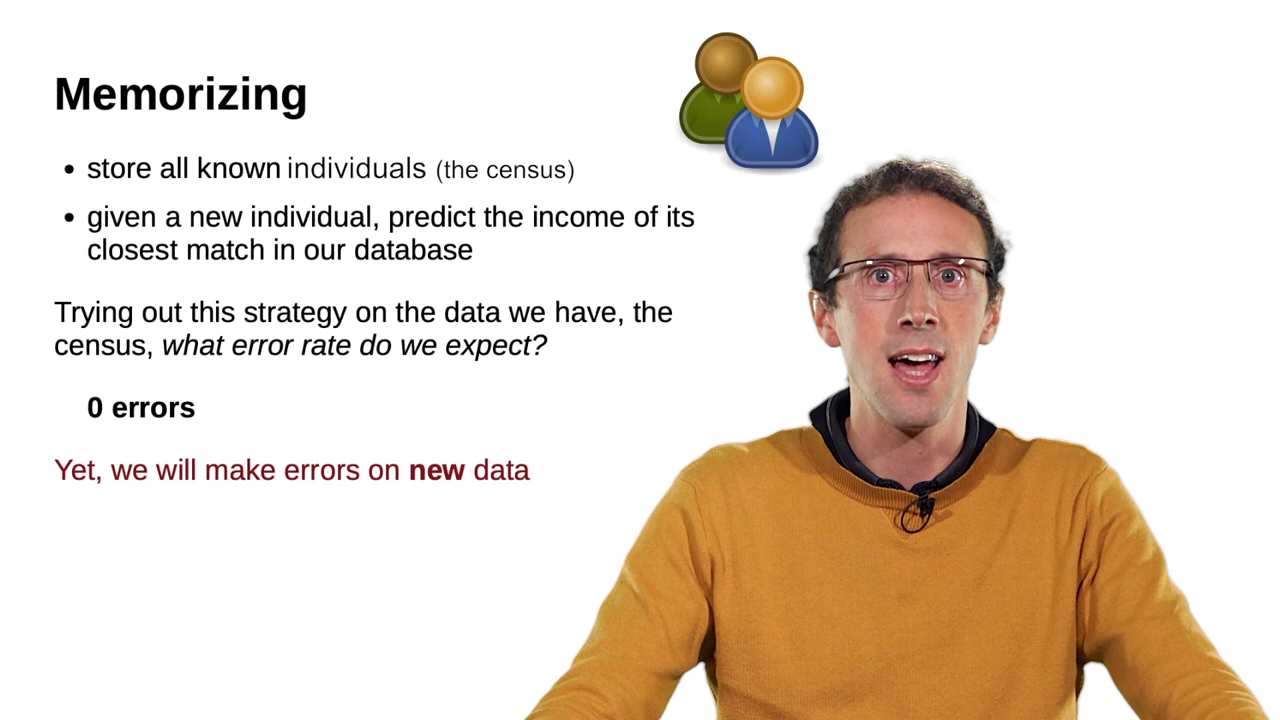 Memorizing
• store all known individuals (the census)
• given a new individual, predict the income of its
closest match in our database
Trying out this strategy on the data we have, the
census, what error rate do we expect?
0 errors
Yet, we will make errors on new data